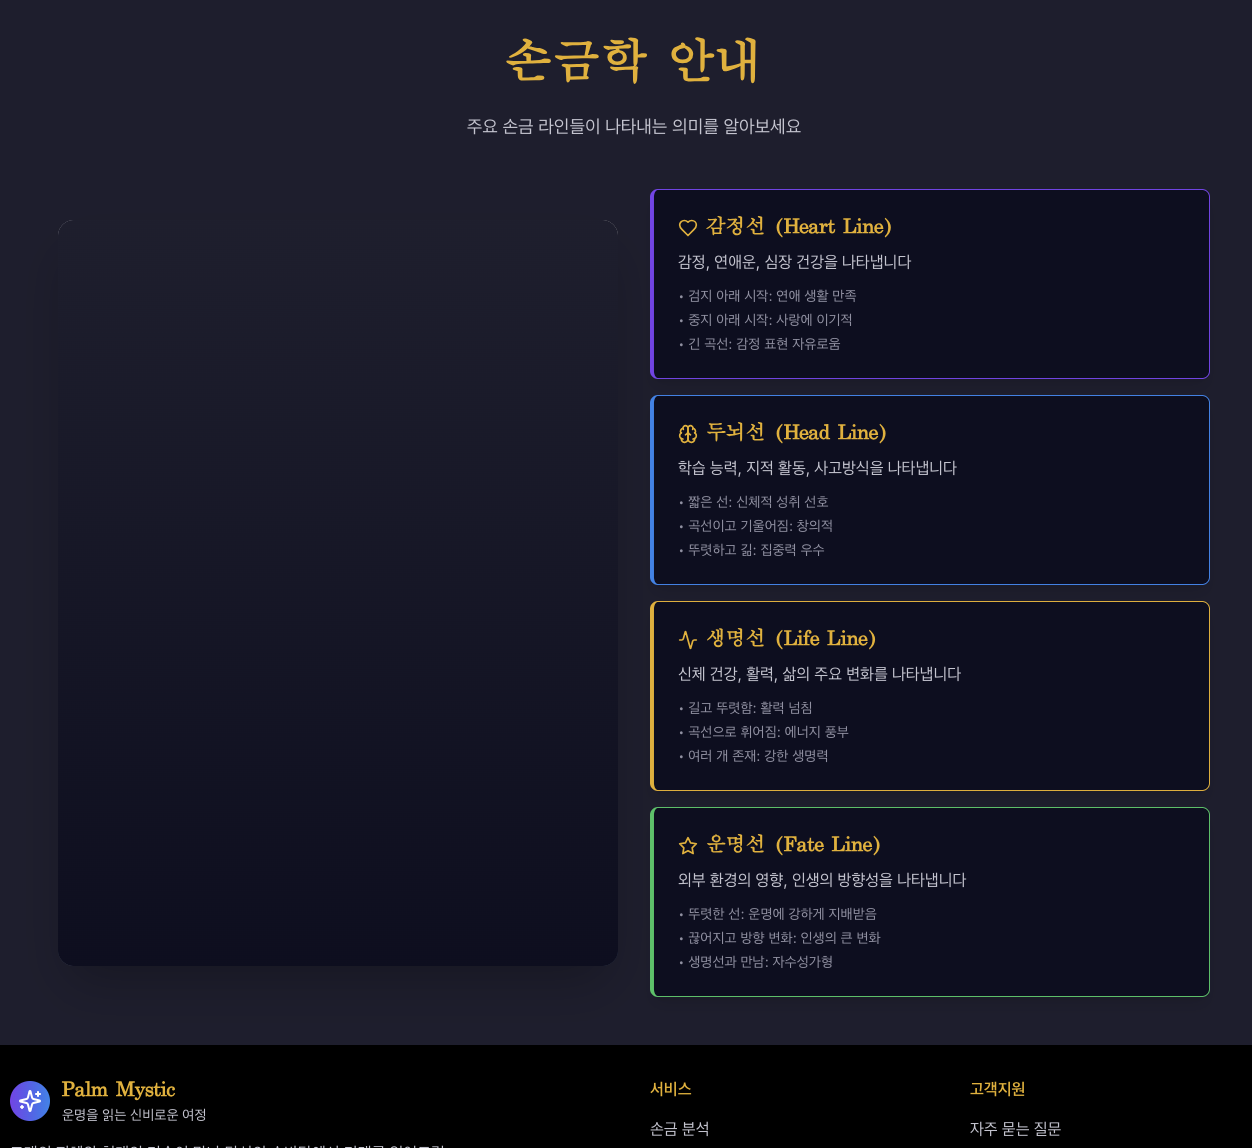 손금학 안내
주요 손금 라인들이 나타내는 의미를 알아보세요
감정선 (Heart Line)
감정, 연애운, 심장 건강을 나타냅니다
• 검지 아래 시작: 연애 생활 만족
• 중지 아래 시작: 사랑에 이기적
• 긴 곡선: 감정 표현 자유로움
두뇌선 (Head Line)
학습 능력, 지적 활동, 사고방식을 나타냅니다
• 짧은 선: 신체적 성취 선호
• 곡선이고 기울어짐: 창의적
• 뚜렷하고 긺: 집중력 우수
생명선 (Life Line)
신체 건강, 활력, 삶의 주요 변화를 나타냅니다
• 길고 뚜렷함: 활력 넘침
• 곡선으로 휘어짐: 에너지 풍부
• 여러 개 존재: 강한 생명력
운명선 (Fate Line)
외부 환경의 영향, 인생의 방향성을 나타냅니다
• 뚜렷한 선: 운명에 강하게 지배받음
• 끊어지고 방향 변화: 인생의 큰 변화
• 생명선과 만남: 자수성가형
Palm Mystic
운명을 읽는 신비로운 여정
서비스
손금 분석
고객지원
자주 묻는 질문